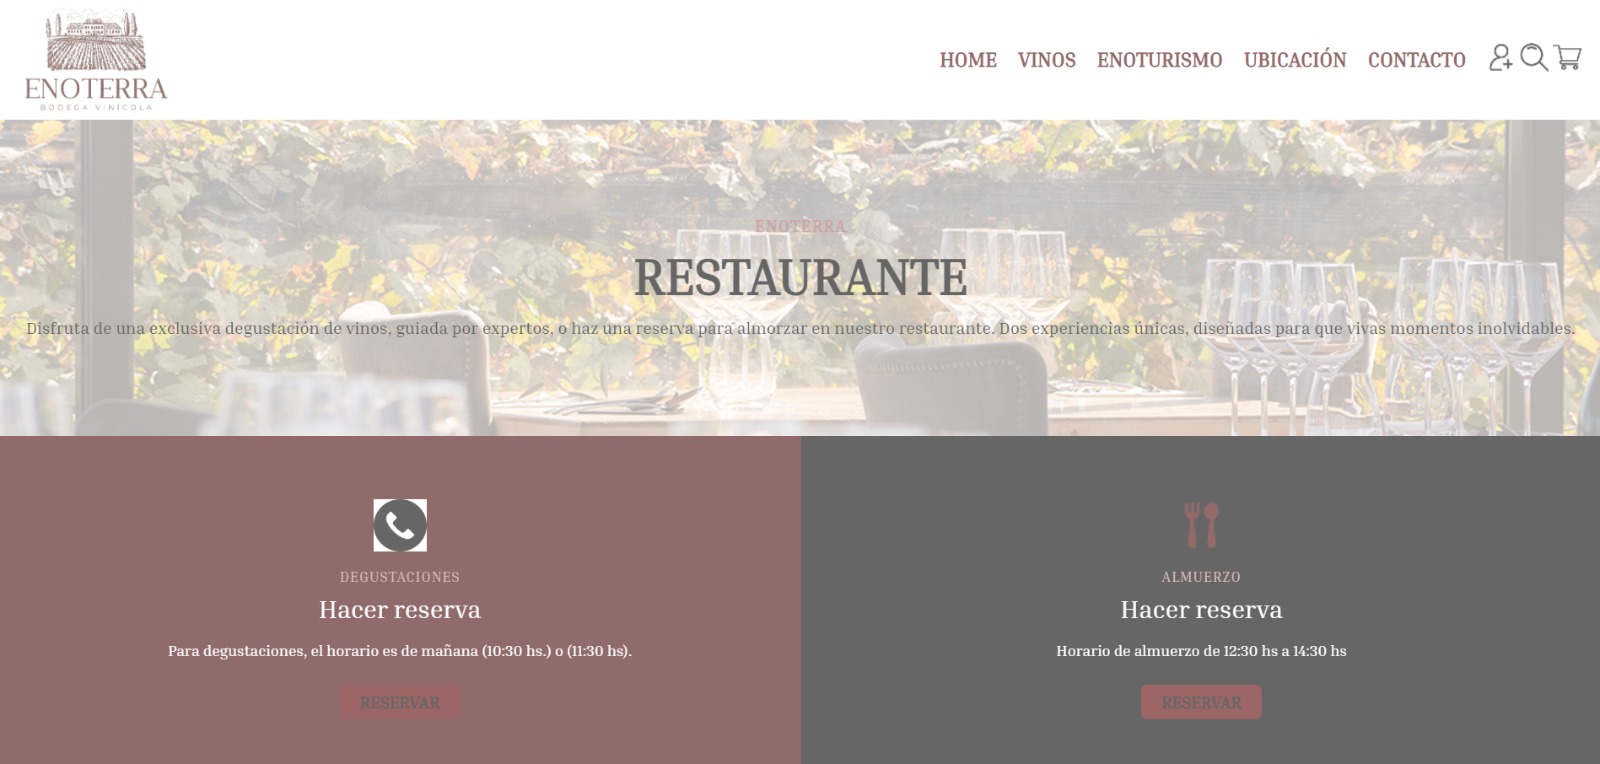 ENOTERRA
BODEGA VINÍCOLA
HOME VINOS ENOTURISMO UBICACIÓN CONTACTO
ENOTERRA
RESTAURANTE
Disfruta de una exclusiva degustación de vinos, guiada por expertos, o haz una reserva para almorzar en nuestro restaurante. Dos experiencias únicas, diseñadas para que vivas momentos inolvidables.
DEGUSTACIONES
Hacer reserva
Para degustaciones, el horario es de mañana (10:30 hs.) o (11:30 hs).
RESERVAR
ALMUERZO
Hacer reserva
Horario de almuerzo de 12:30 hs a 14:30 hs
RESERVAR